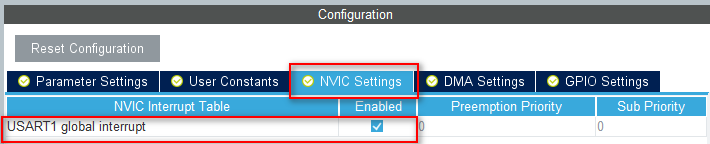 Configuration
Reset Configuration
Parameter Settings User Constants NVIC Settings DMA Settings GPIO Settings
NVIC Interrupt Table Enabled Preemption Priority Sub Priority
USART1 global interrupt 0 0